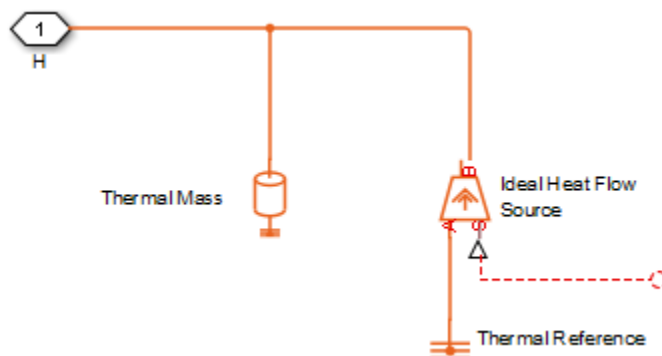 1
H
B
Thermal Mass
Ideal Heat Flow
Source
A
S
Thermal Reference